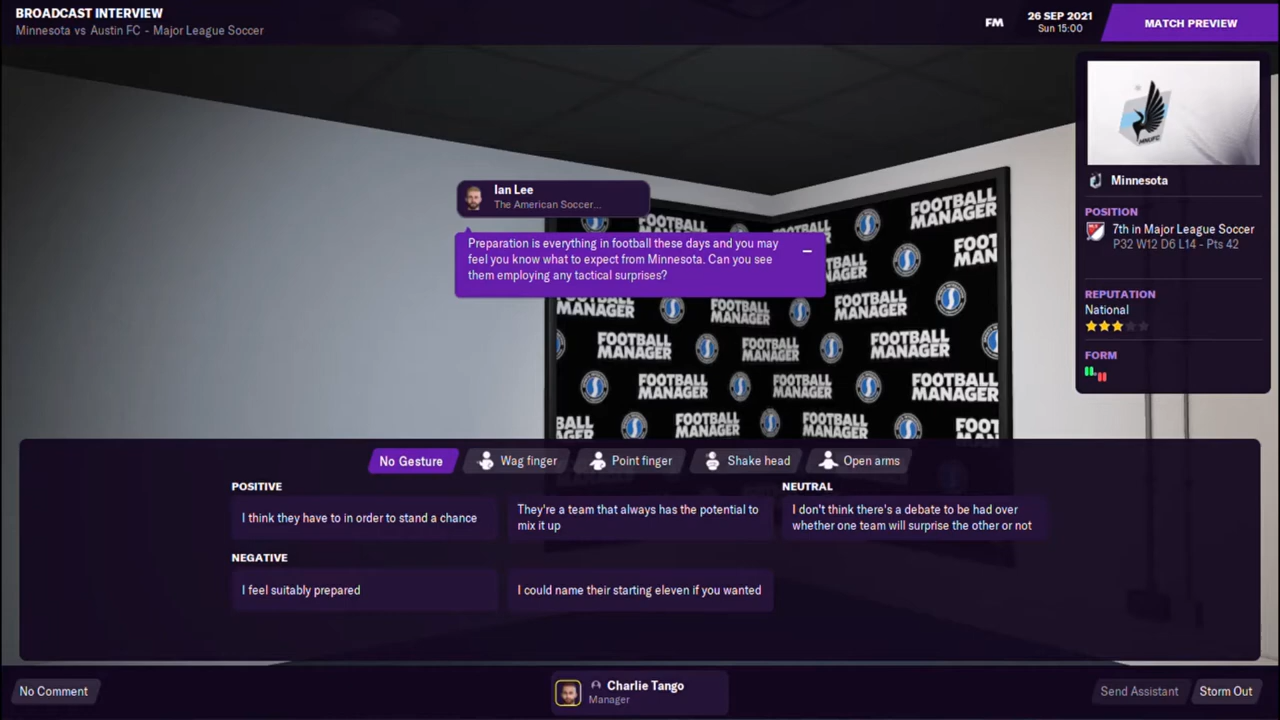 BROADCAST INTERVIEW
Minnesota vs Austin FC - Major League Soccer
FM
26 SEP 2021
Sun 15:00
MATCH PREVIEW
MNUFC
Minnesota
POSITION
7th in Major League Soccer
P32 W12 D6 L14 - Pts 42
REPUTATION
National
FORM
Ian Lee
The American Soccer...
Preparation is everything in football these days and you may
feel you know what to expect from Minnesota. Can you see
them employing any tactical surprises?
FOOTBALL MANAGER
No Gesture
Wag finger
Point finger
Shake head
Open arms
POSITIVE
I think they have to in order to stand a chance
They're a team that always has the potential to
mix it up
NEUTRAL
I don't think there's a debate to be had over
whether one team will surprise the other or not
NEGATIVE
I feel suitably prepared
I could name their starting eleven if you wanted
No Comment
Charlie Tango
Manager
Send Assistant
Storm Out